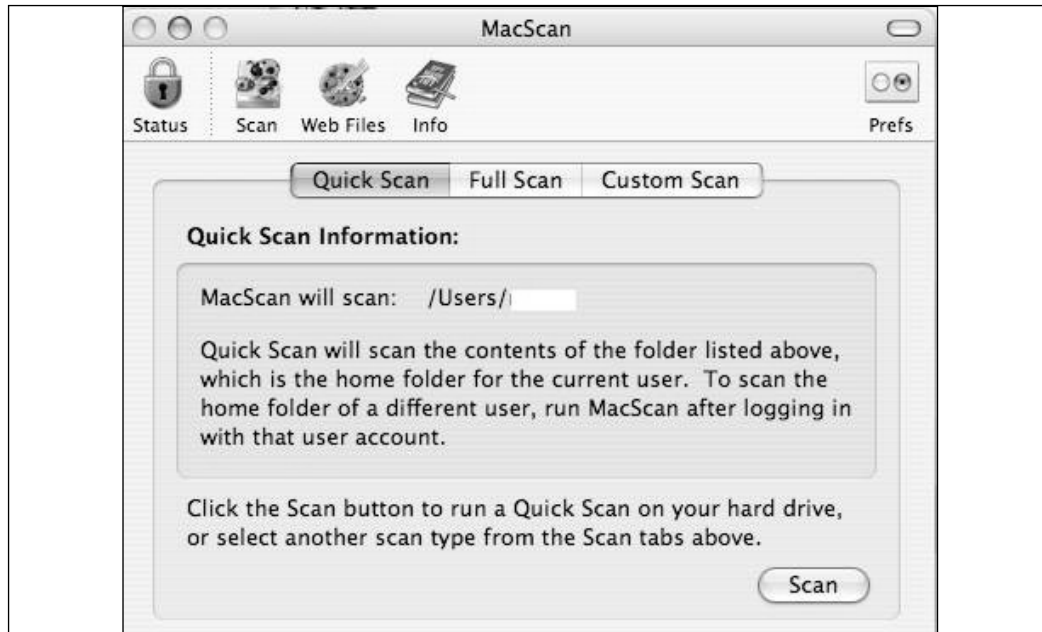 MacScan
Status Scan Web Files Info Prefs
Quick Scan Full Scan Custom Scan
Quick Scan Information:
MacScan will scan: /Users/
Quick Scan will scan the contents of the folder listed above,
which is the home folder for the current user. To scan the
home folder of a different user, run MacScan after logging in
with that user account.
Click the Scan button to run a Quick Scan on your hard drive,
or select another scan type from the Scan tabs above.
Scan